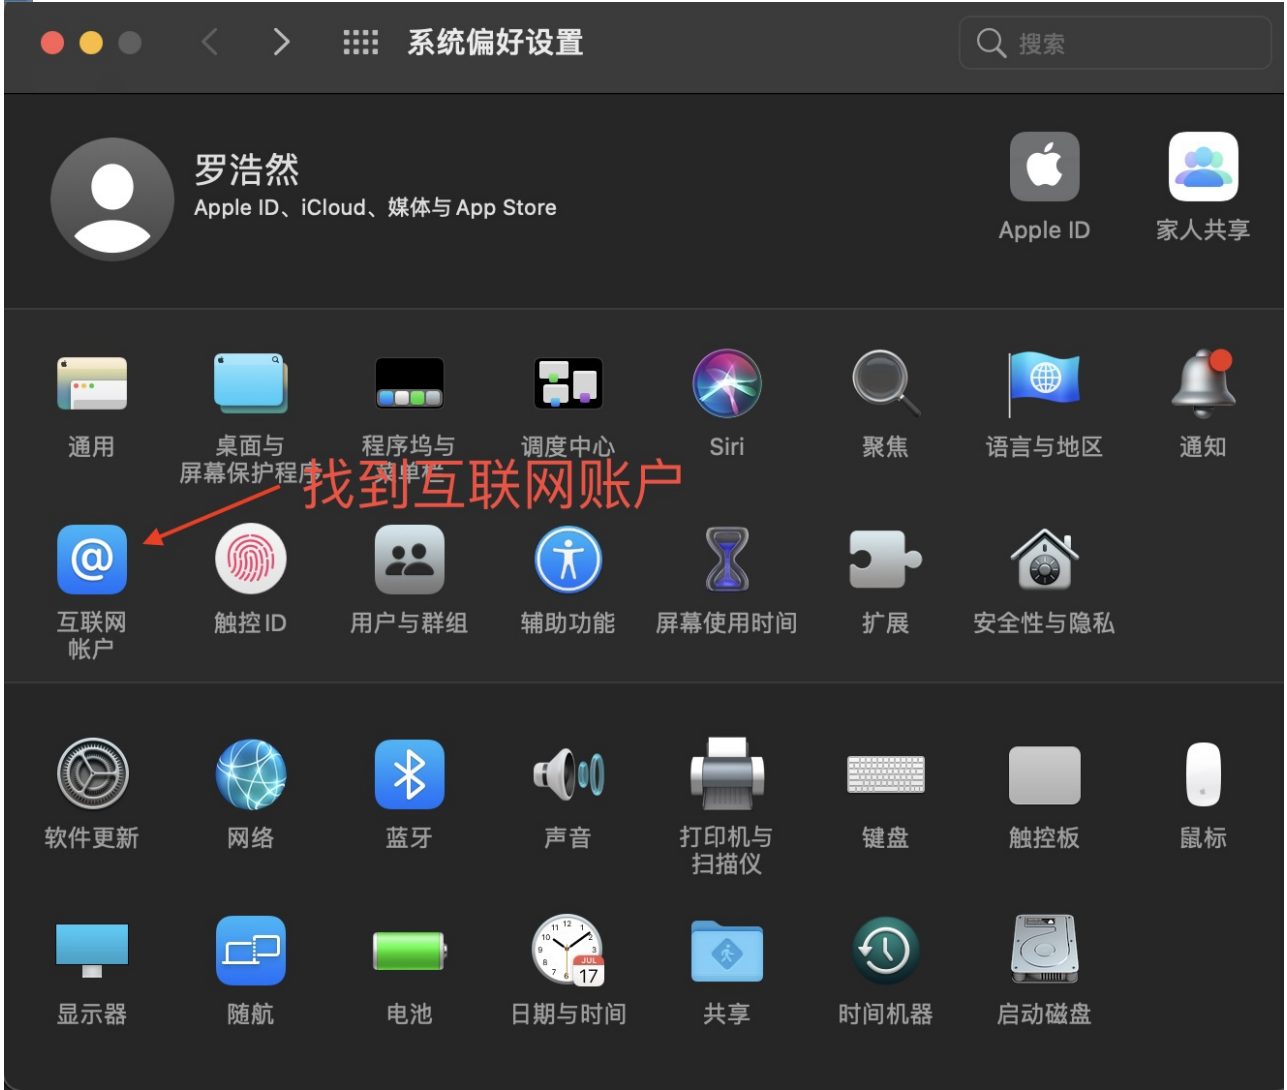 系统偏好设置
搜索
罗浩然
Apple ID、iCloud、媒体与 App Store
Apple ID
家人共享
通用
桌面与
屏幕保护程序
程序坞与
菜单栏
调度中心
Siri
聚焦
语言与地区
通知
找到互联网账户
互联网
帐户
触控 ID
用户与群组
辅助功能
屏幕使用时间
扩展
安全性与隐私
软件更新
网络
蓝牙
声音
打印机与
扫描仪
键盘
触控板
鼠标
显示器
随航
电池
JUL
17
日期与时间
共享
时间机器
启动磁盘